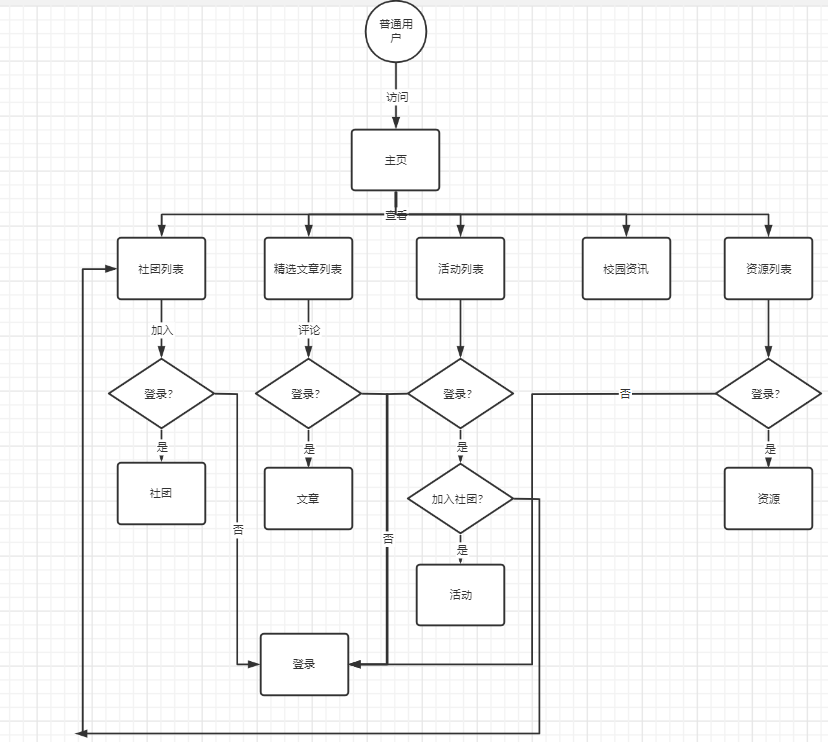 普通用
户
访问
主页
查看
社团列表
精选文章列表
活动列表
校园资讯
资源列表
加入
评论
登录?
登录?
登录?
否
登录?
是
是
是
是
社团
文章
加入社团?
资源
否
否
是
活动
登录